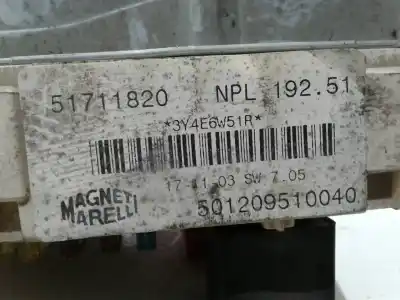 51711820 NPL 192.51
*3Y4E6W51R*
17.11.03 SW 7.05
MAGNETI MARELLI 501209510040